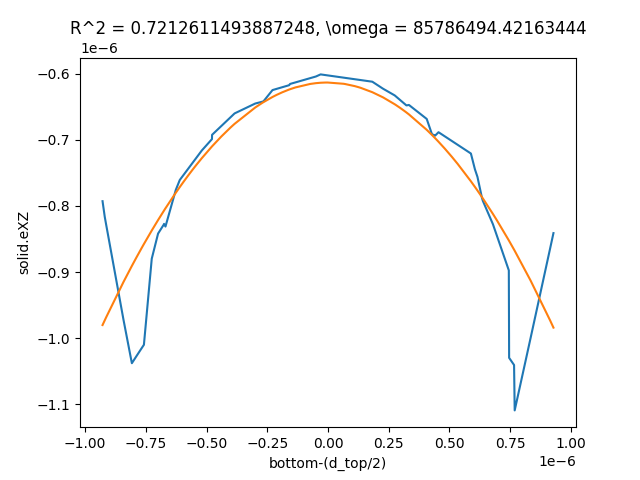 R^2 = 0.7212611493887248, \omega = 85786494.42163444
1e−6
−0.6
−0.7
−0.8
−0.9
−1.0
−1.1
solid.eXZ
−1.00 −0.75 −0.50 −0.25 0.00 0.25 0.50 0.75 1.00
bottom-(d_top/2) 1e−6